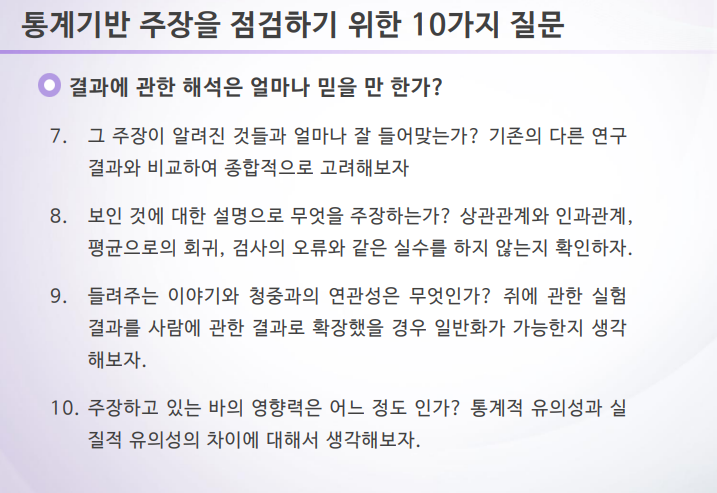 통계기반 주장을 점검하기 위한 10가지 질문
결과에 관한 해석은 얼마나 믿을 만 한가?
7. 그 주장이 알려진 것들과 얼마나 잘 들어맞는가? 기존의 다른 연구
결과와 비교하여 종합적으로 고려해보자
8. 보인 것에 대한 설명으로 무엇을 주장하는가? 상관관계와 인과관계,
평균으로의 회귀, 검사의 오류와 같은 실수를 하지 않는지 확인하자.
9. 들려주는 이야기와 청중과의 연관성은 무엇인가? 쥐에 관한 실험
결과를 사람에 관한 결과로 확장했을 경우 일반화가 가능한지 생각
해보자.
10. 주장하고 있는 바의 영향력은 어느 정도 인가? 통계적 유의성과 실
질적 유의성의 차이에 대해서 생각해보자.